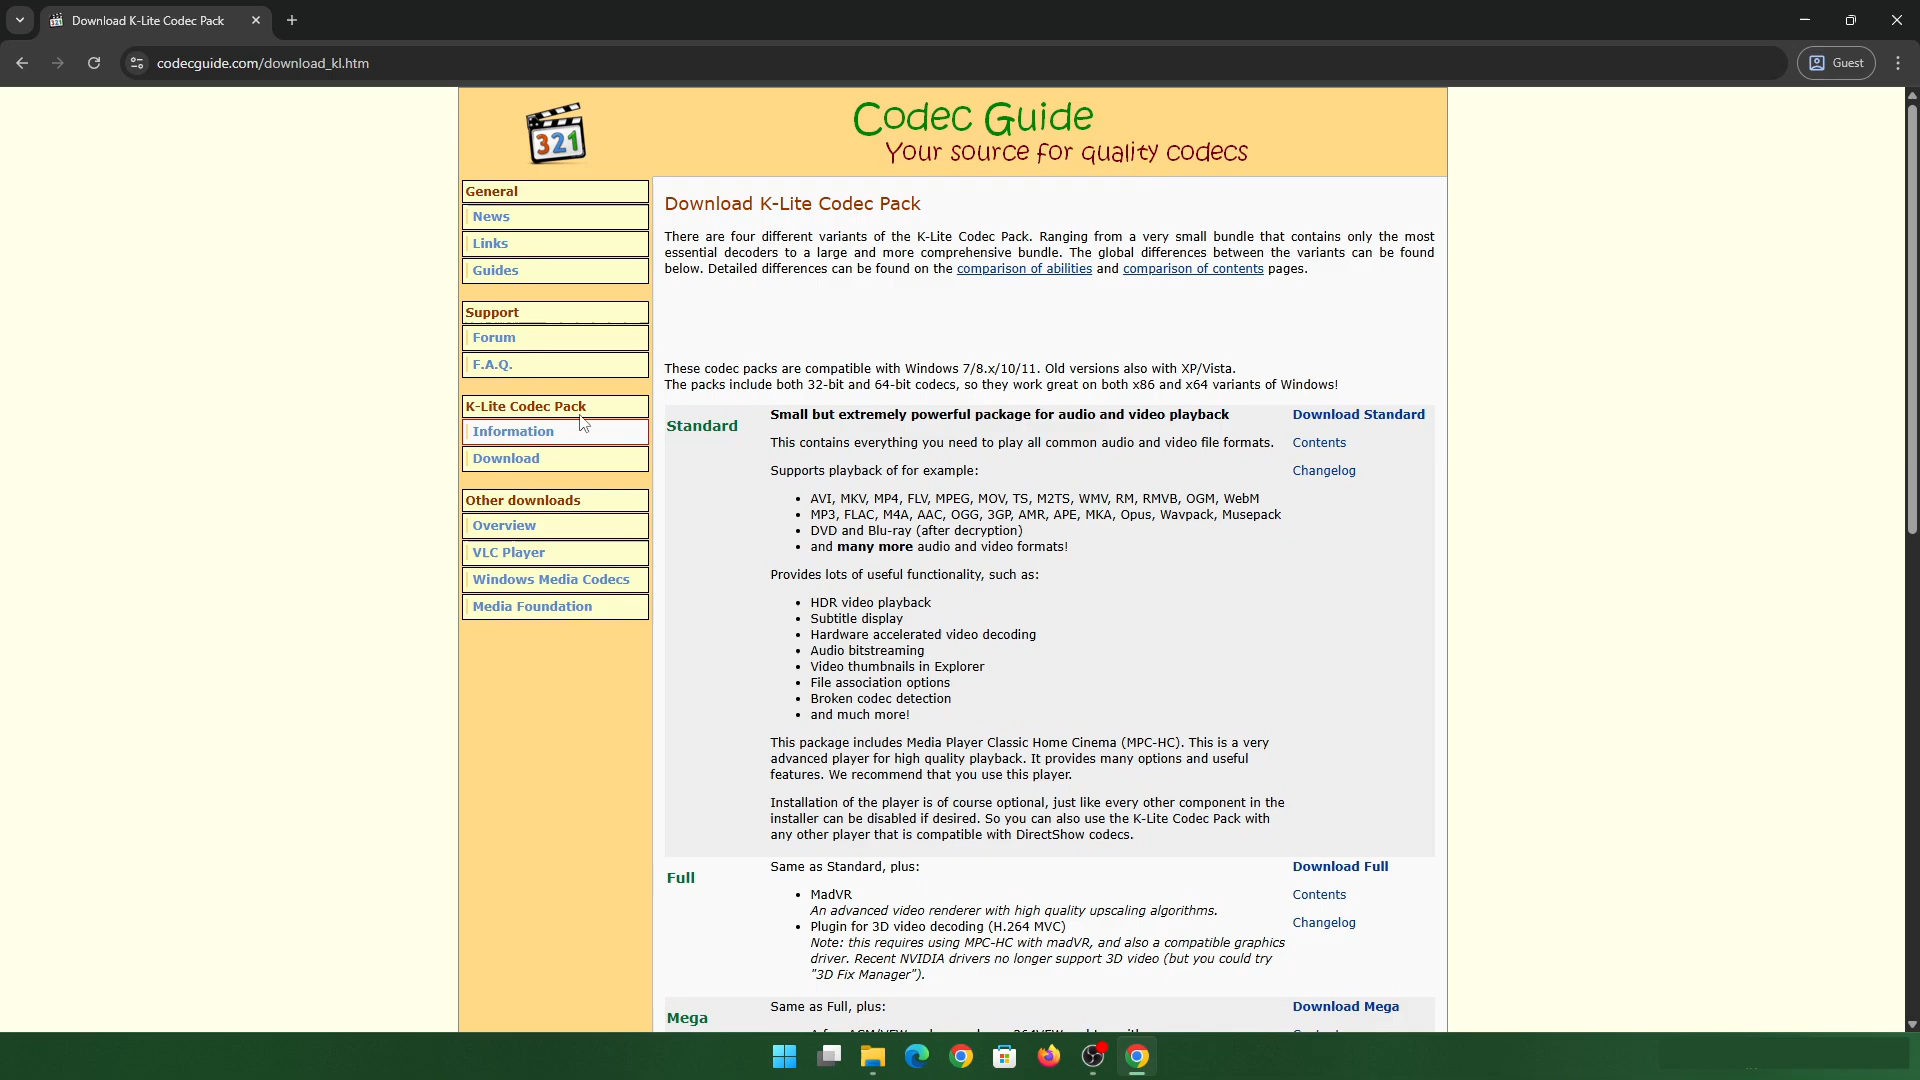 Download K-Lite Codec Pack
codecguide.com/download_kl.htm
Guest
321
Codec Guide
Your source for quality codecs
General
News
Links
Guides
Support
Forum
F.A.Q.
K-Lite Codec Pack
Information
Download
Other downloads
Overview
VLC Player
Windows Media Codecs
Media Foundation
Download K-Lite Codec Pack
There are four different variants of the K-Lite Codec Pack. Ranging from a very small bundle that contains only the most
essential decoders to a large and more comprehensive bundle. The global differences between the variants can be found
below. Detailed differences can be found on the comparison of abilities and comparison of contents pages.
These codec packs are compatible with Windows 7/8.x/10/11. Old versions also with XP/Vista.
The packs include both 32-bit and 64-bit codecs, so they work great on both x86 and x64 variants of Windows!
Standard
Small but extremely powerful package for audio and video playback
This contains everything you need to play all common audio and video file formats.
Supports playback of for example:
• AVI, MKV, MP4, FLV, MPEG, MOV, TS, M2TS, WMV, RM, RMVB, OGM, WebM
• MP3, FLAC, M4A, AAC, OGG, 3GP, AMR, APE, MKA, Opus, Wavpack, Musepack
• DVD and Blu-ray (after decryption)
• and many more audio and video formats!
Provides lots of useful functionality, such as:
• HDR video playback
• Subtitle display
• Hardware accelerated video decoding
• Audio bitstreaming
• Video thumbnails in Explorer
• File association options
• Broken codec detection
• and much more!
This package includes Media Player Classic Home Cinema (MPC-HC). This is a very
advanced player for high quality playback. It provides many options and useful
features. We recommend that you use this player.
Installation of the player is of course optional, just like every other component in the
installer can be disabled if desired. So you can also use the K-Lite Codec Pack with
any other player that is compatible with DirectShow codecs.
Download Standard
Contents
Changelog
Full
Same as Standard, plus:
• MadVR
An advanced video renderer with high quality upscaling algorithms.
• Plugin for 3D video decoding (H.264 MVC)
Note: this requires using MPC-HC with madVR, and also a compatible graphics
driver. Recent NVIDIA drivers no longer support 3D video (but you could try
"3D Fix Manager").
Download Full
Contents
Changelog
Mega
Same as Full, plus:
Download Mega